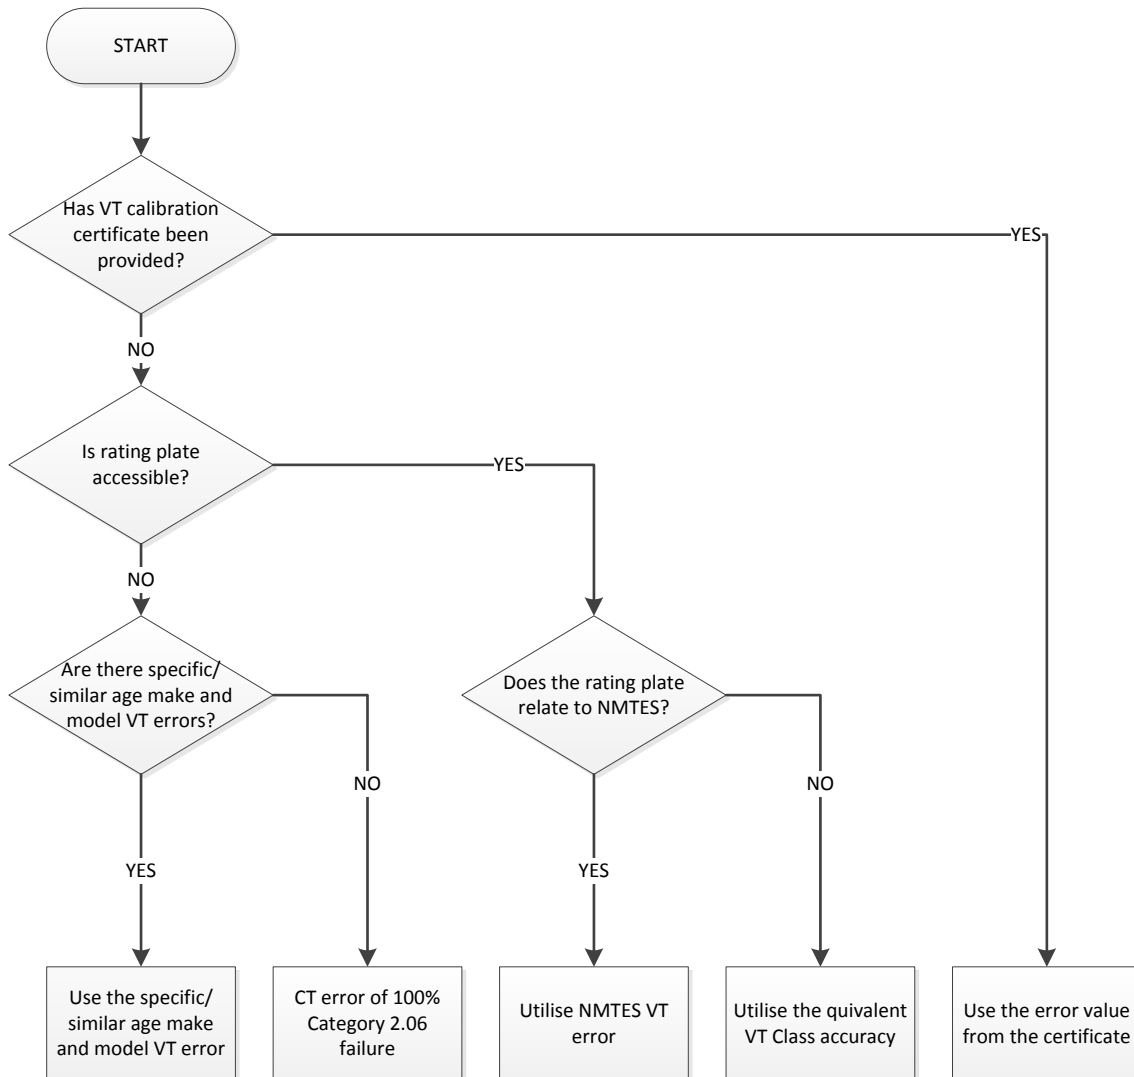 START
Has VT calibration
certificate been
provided?
YES
NO
Is rating plate
accessible?
YES
NO
Are there specific/
similar age make and
model VT errors?
Does the rating plate
relate to NMTES?
NO
NO
YES
YES
Use the specific/
similar age make
and model VT error
CT error of 100%
Category 2.06
failure
Utilise NMTES VT
error
Utilise the quivalent
VT Class accuracy
Use the error value
from the certificate